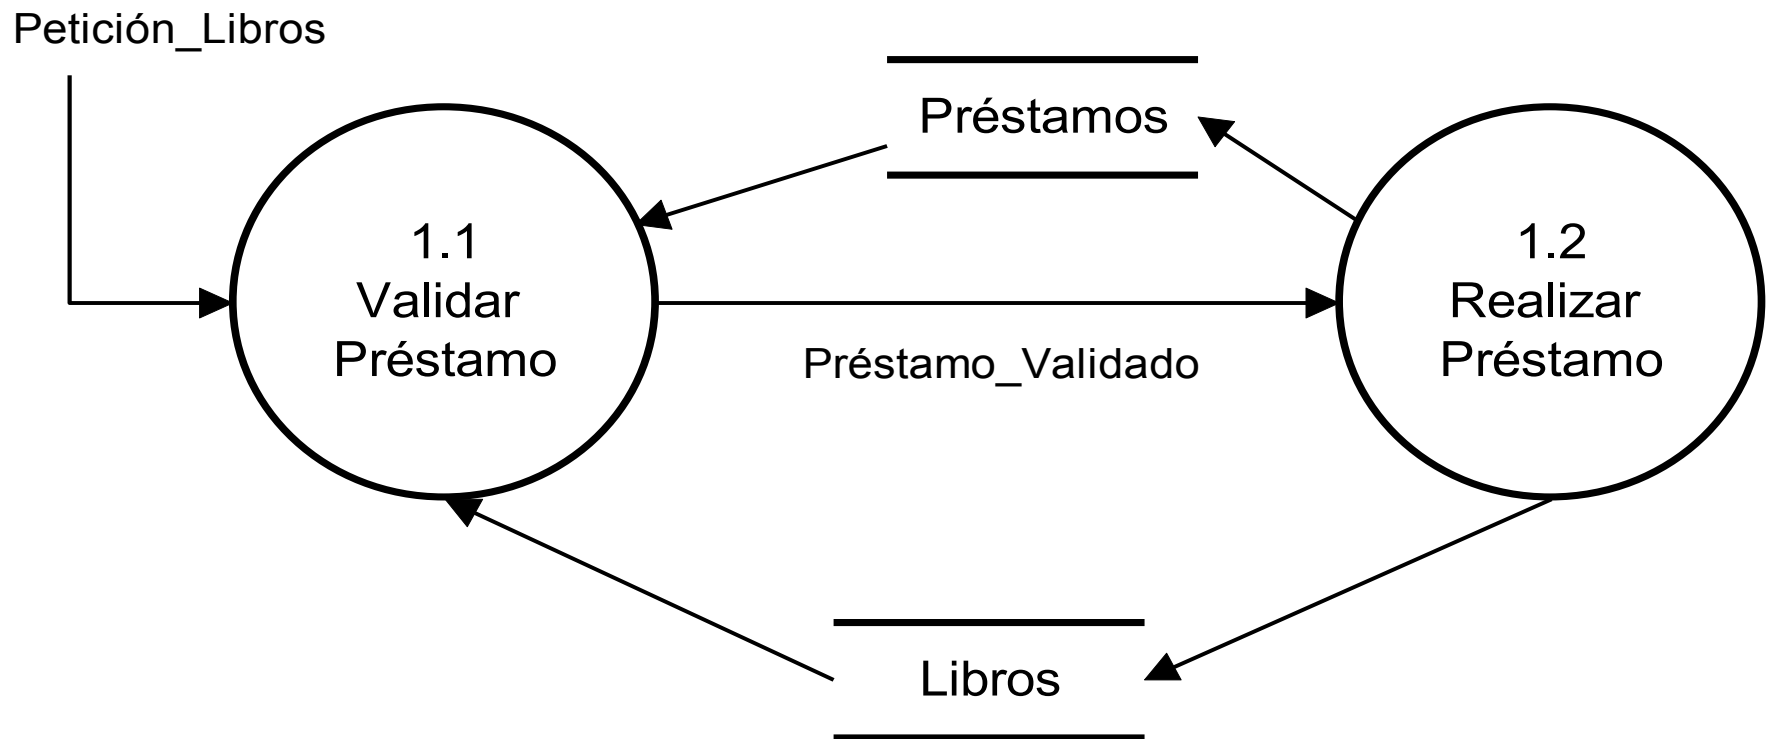 Petición_Libros
Préstamos
1.1
Validar
Préstamo
1.2
Realizar
Préstamo
Préstamo_Validado
Libros